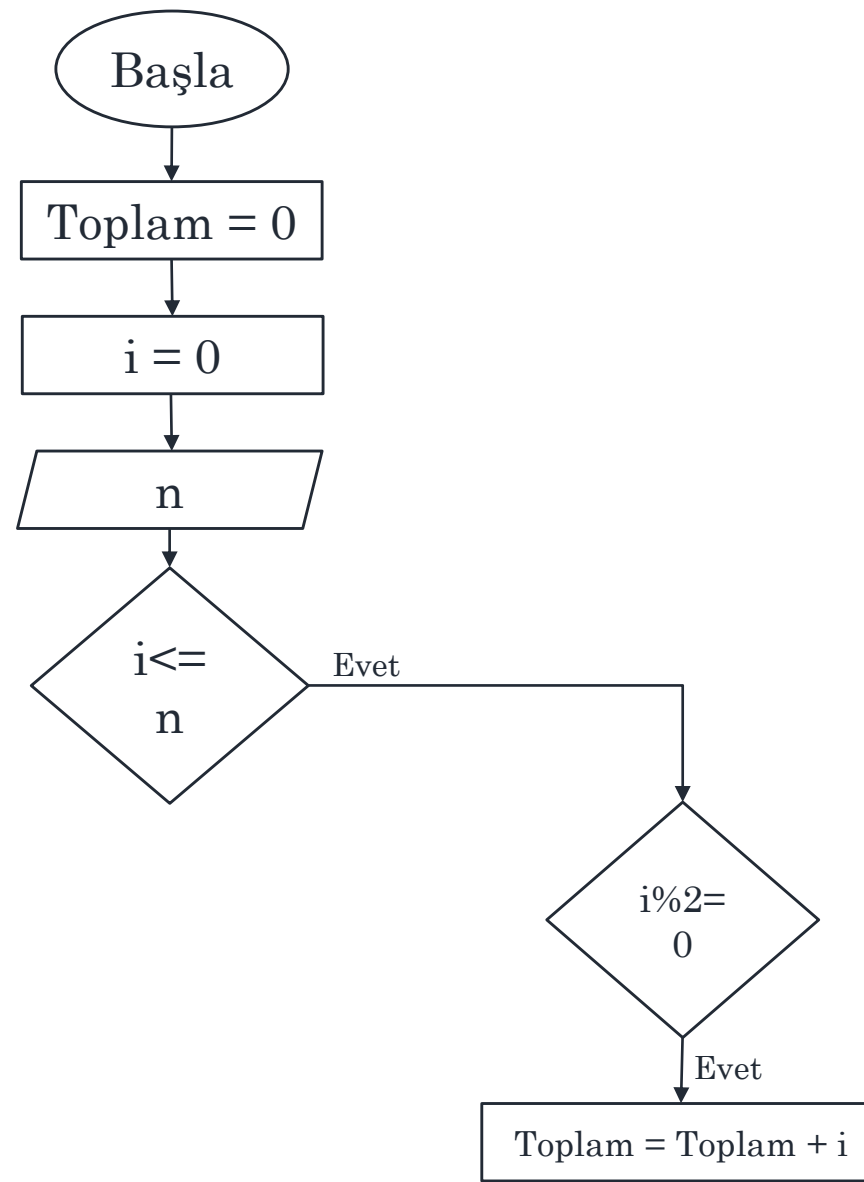 Başla
Toplam = 0
i = 0
n
i<=
n
Evet
i%2=
0
Evet
Toplam = Toplam + i